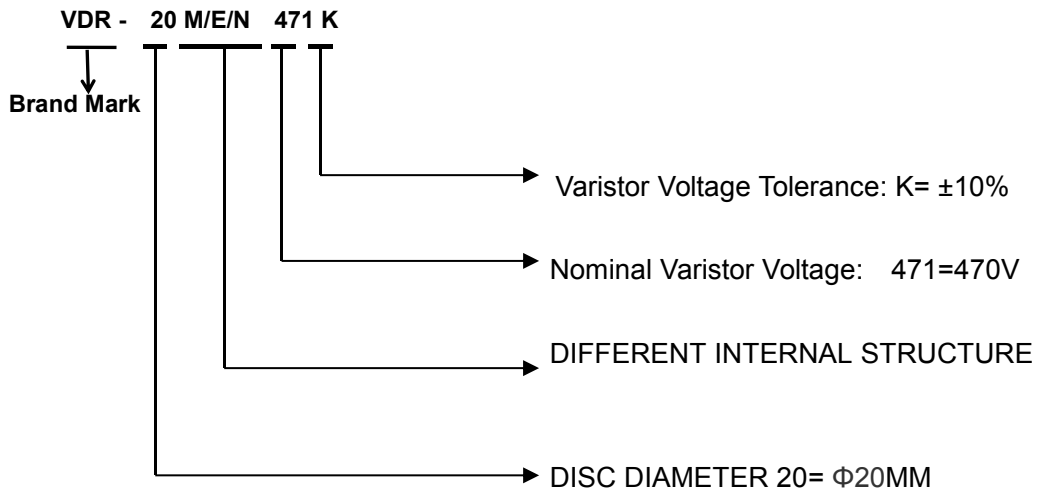 VDR - 20 M/E/N 471 K
Brand Mark
Varistor Voltage Tolerance: K= ±10%
Nominal Varistor Voltage: 471=470V
DIFFERENT INTERNAL STRUCTURE
DISC DIAMETER 20= Φ20MM